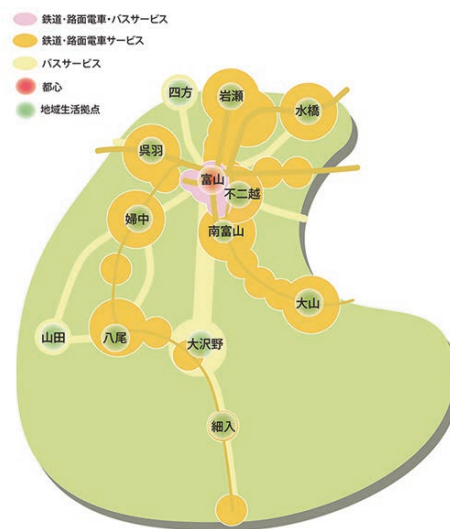 鉄道・路面電車・バスサービス
鉄道・路面電車サービス
バスサービス
都心
地域生活拠点
四方
岩瀬
水橋
呉羽
富山
不二越
婦中
南富山
大山
山田
八尾
大沢野
細入